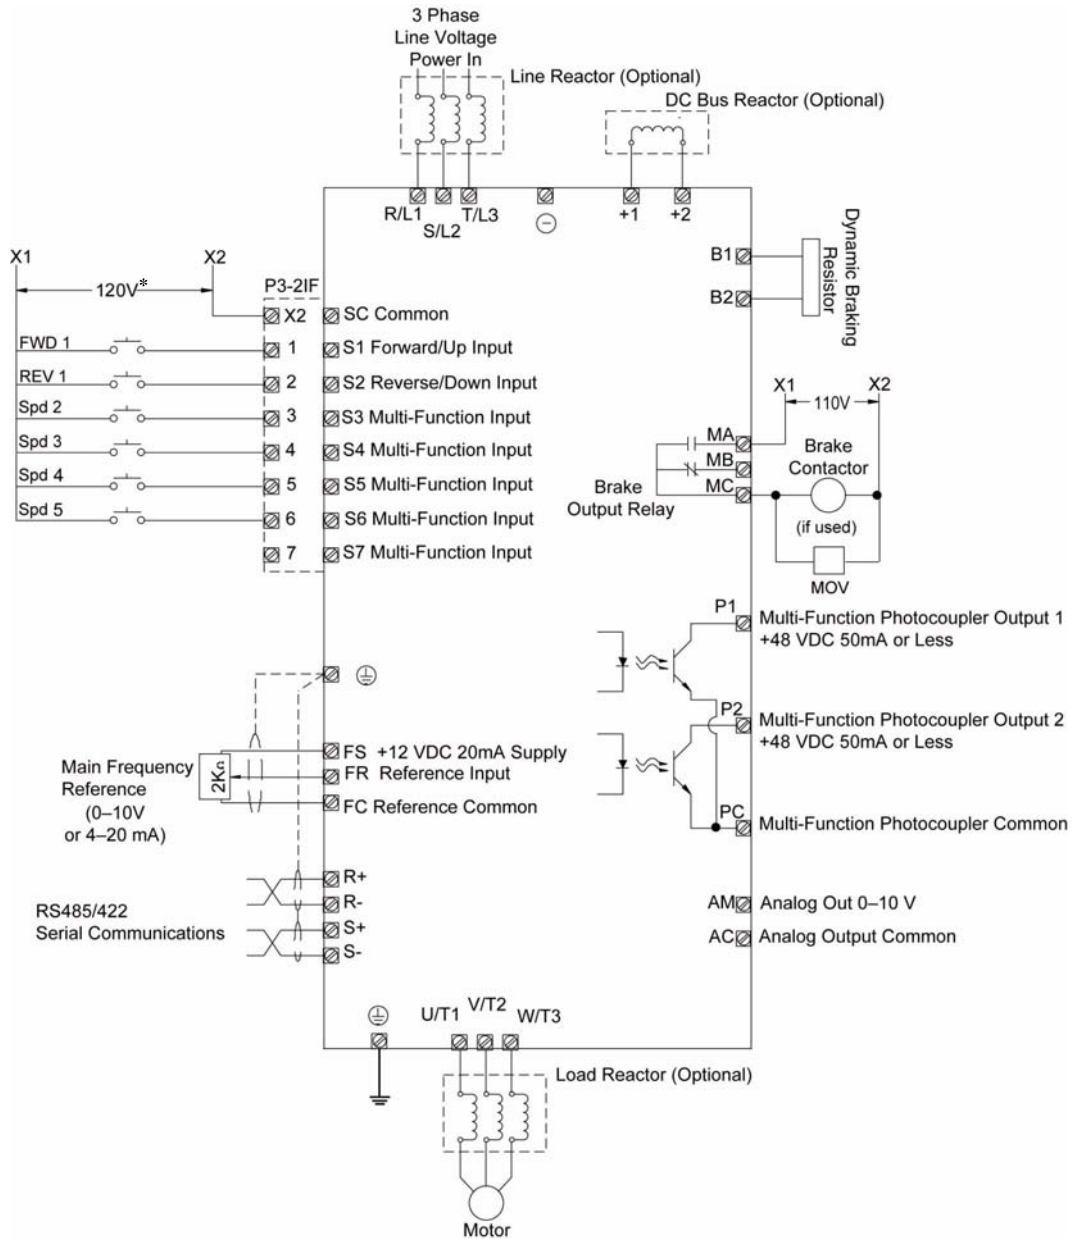 3 Phase
Line Voltage
Power In
Line Reactor (Optional)
DC Bus Reactor (Optional)
R/L1
S/L2
T/L3
+1
+2
B1
B2
Dynamic Braking
Resistor
X1
X2
120V*
P3-2IF
X2
SC Common
FWD 1
1
S1 Forward/Up Input
REV 1
2
S2 Reverse/Down Input
Spd 2
3
S3 Multi-Function Input
Spd 3
4
S4 Multi-Function Input
Spd 4
5
S5 Multi-Function Input
Spd 5
6
S6 Multi-Function Input
7
S7 Multi-Function Input
X1
X2
110V
MA
MB
MC
Brake
Output Relay
Brake
Contactor
(if used)
MOV
P1
Multi-Function Photocoupler Output 1
+48 VDC 50mA or Less
P2
Multi-Function Photocoupler Output 2
+48 VDC 50mA or Less
PC
Multi-Function Photocoupler Common
Main Frequency
Reference
(0–10V
or 4–20 mA)
2KΩ
FS +12 VDC 20mA Supply
FR Reference Input
FC Reference Common
RS485/422
Serial Communications
R+
R-
S+
S-
AM
Analog Out 0–10 V
AC
Analog Output Common
U/T1
V/T2
W/T3
Load Reactor (Optional)
Motor